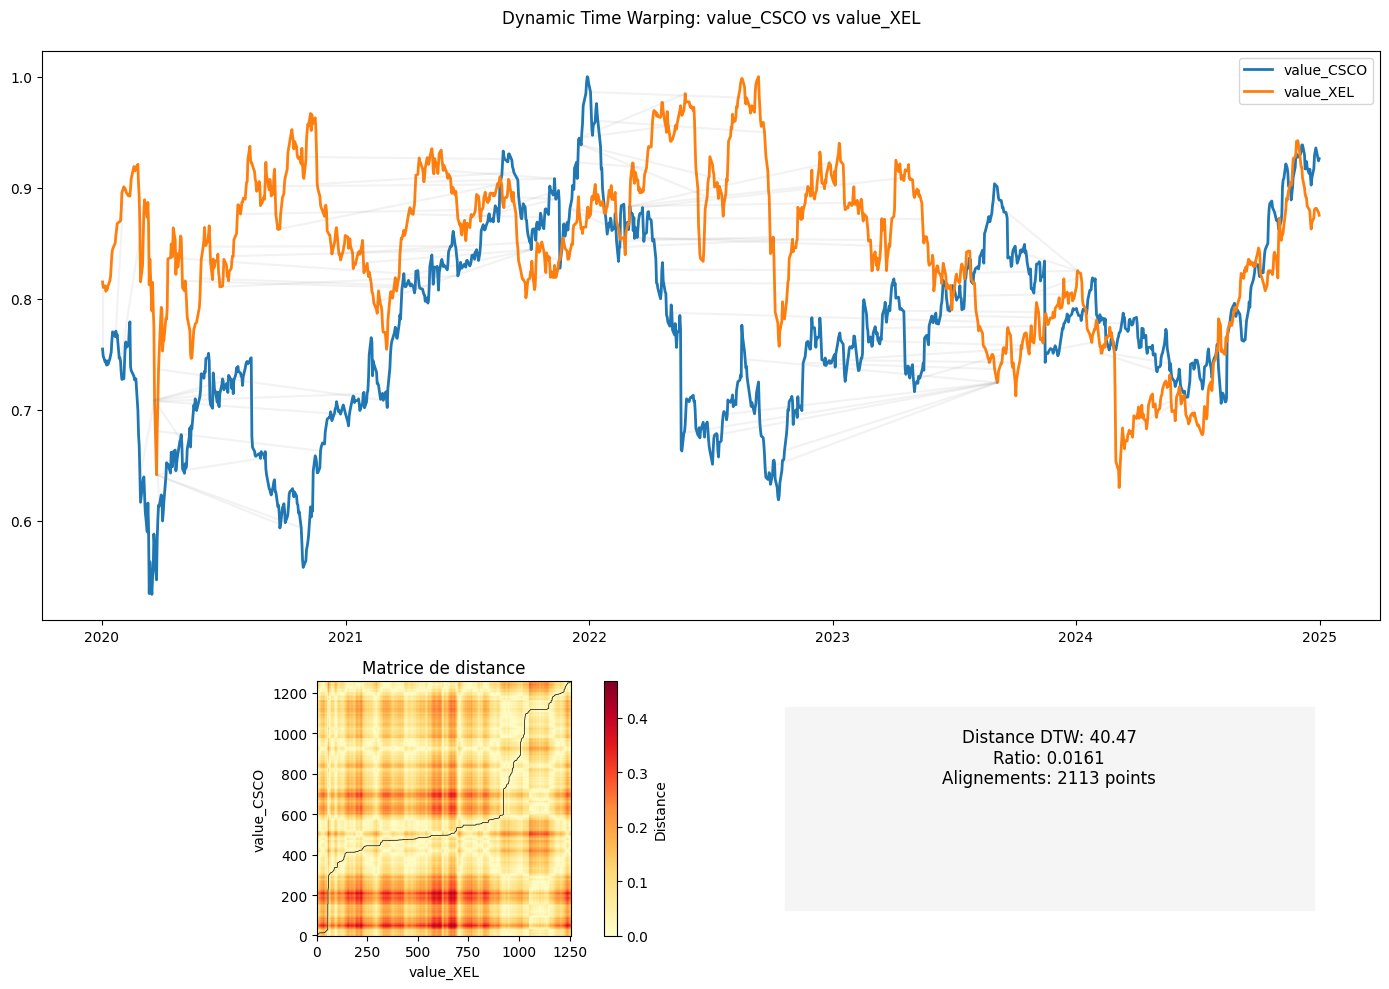 Dynamic Time Warping: value_CSCO vs value_XEL
value_CSCO
value_XEL
1.0
0.9
0.8
0.7
0.6
2020
2021
2022
2023
2024
2025
Matrice de distance
value_CSCO
1200
1000
800
600
400
200
0
0
250
500
750
1000
1250
value_XEL
0.4
0.3
0.2
0.1
0.0
Distance
Distance DTW: 40.47
Ratio: 0.0161
Alignements: 2113 points